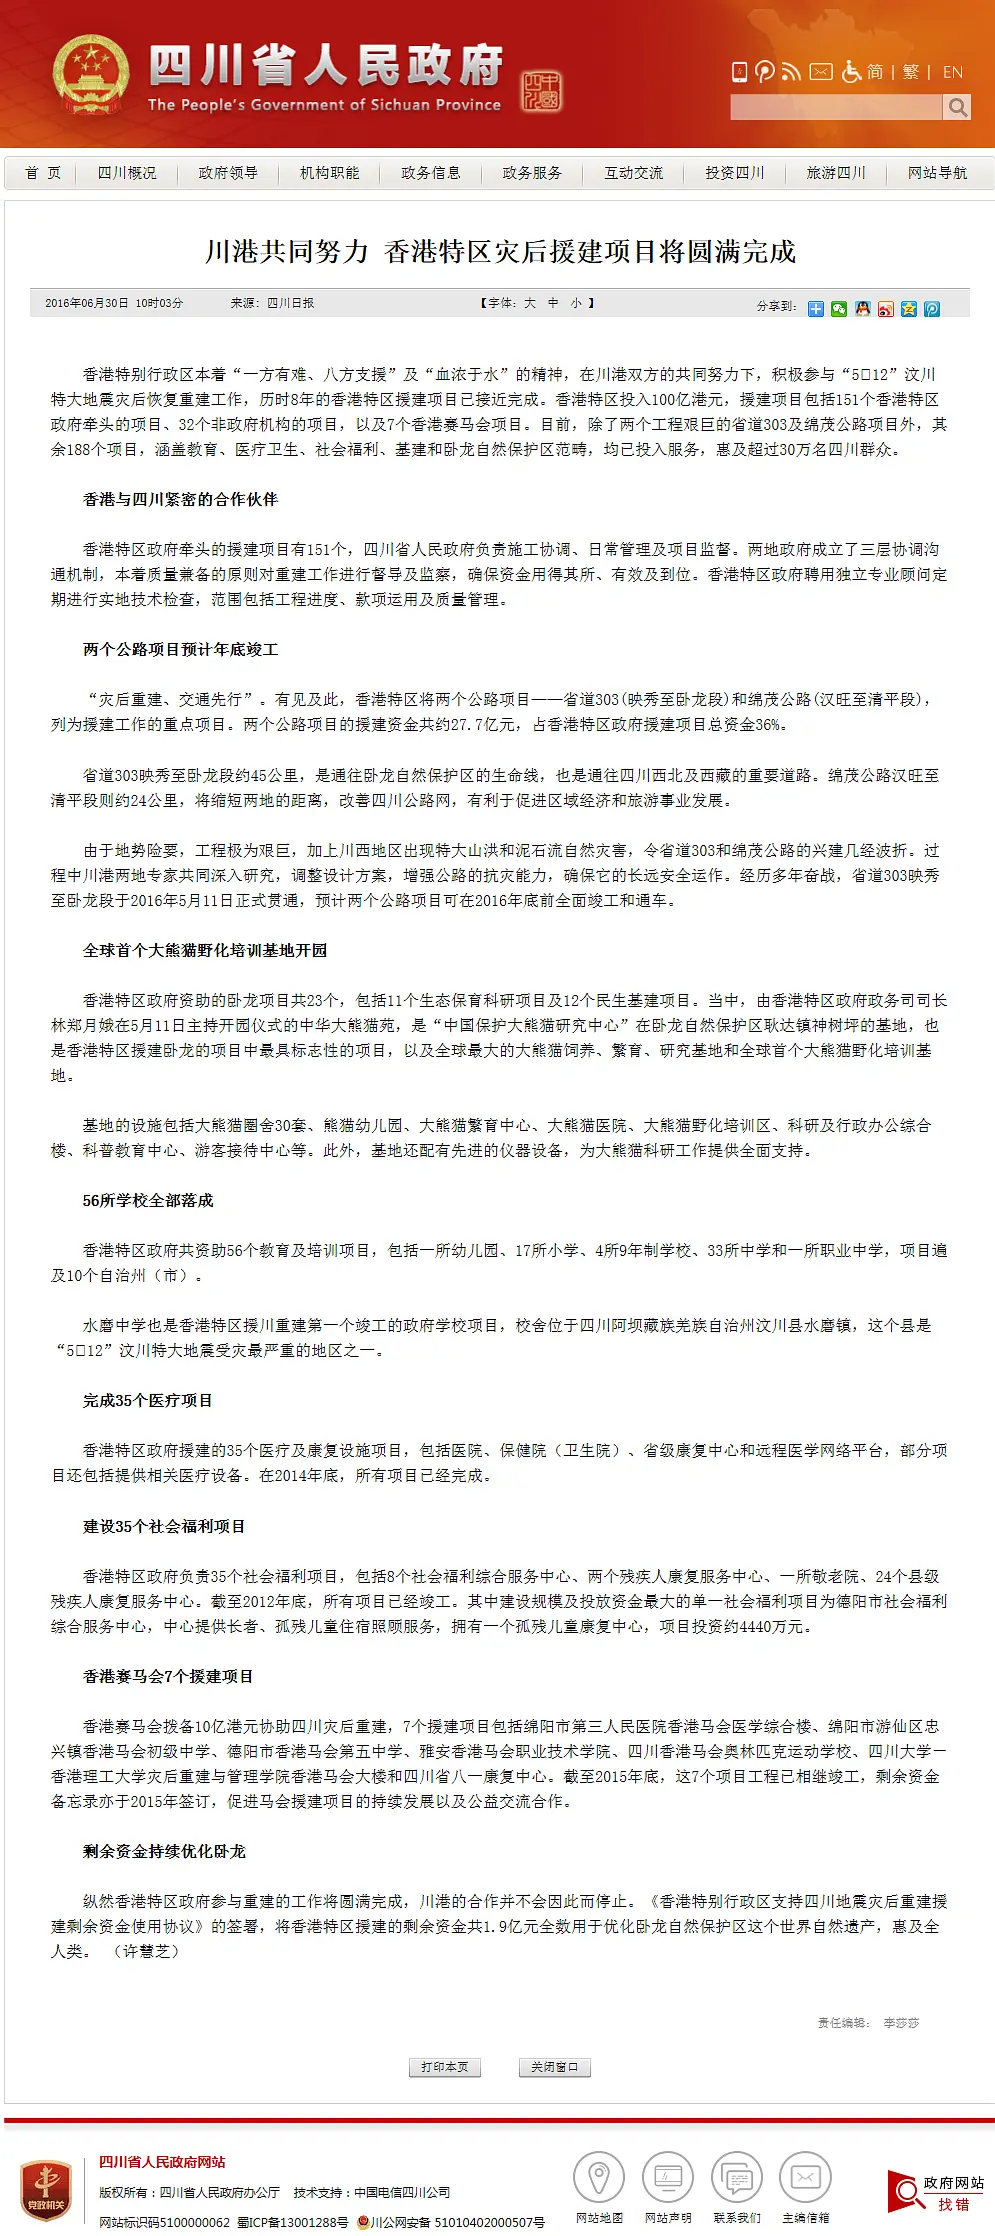 四川省人民政府
The People's Government of Sichuan Province
简 | 繁 | EN
首 页 四川概况 政府领导 机构职能 政务信息 政务服务 互动交流 投资四川 旅游四川 网站导航
川港共同努力 香港特区灾后援建项目将圆满完成
2016年06月30日 10时03分 来源：四川日报 【字体：大 中 小 】 分享到：
香港特别行政区本着“一方有难、八方支援”及“血浓于水”的精神，在川港双方的共同努力下，积极参与“5□12”汶川
特大地震灾后恢复重建工作，历时8年的香港特区援建项目已接近完成。香港特区投入100亿港元，援建项目包括151个香港特区
政府牵头的项目、32个非政府机构的项目，以及7个香港赛马会项目。目前，除了两个工程艰巨的省道303及绵茂公路项目外，其
余188个项目，涵盖教育、医疗卫生、社会福利、基建和卧龙自然保护区范畴，均已投入服务，惠及超过30万名四川群众。
香港与四川紧密的合作伙伴
香港特区政府牵头的援建项目有151个，四川省人民政府负责施工协调、日常管理及项目监督。两地政府成立了三层协调沟
通机制，本着质量兼备的原则对重建工作进行督导及监察，确保资金用得其所、有效及到位。香港特区政府聘用独立专业顾问定
期进行实地技术检查，范围包括工程进度、款项运用及质量管理。
两个公路项目预计年底竣工
“灾后重建、交通先行”。有见及此，香港特区将两个公路项目——省道303(映秀至卧龙段)和绵茂公路(汉旺至清平段)，
列为援建工作的重点项目。两个公路项目的援建资金共约27.7亿元，占香港特区政府援建项目总资金36%。
省道303映秀至卧龙段约45公里，是通往卧龙自然保护区的生命线，也是通往四川西北及西藏的重要道路。绵茂公路汉旺至
清平段则约24公里，将缩短两地的距离，改善四川公路网，有利于促进区域经济和旅游事业发展。
由于地势险要，工程极为艰巨，加上川西地区出现特大山洪和泥石流自然灾害，令省道303和绵茂公路的兴建几经波折。过
程中川港两地专家共同深入研究，调整设计方案，增强公路的抗灾能力，确保它的长远安全运作。经历多年奋战，省道303映秀
至卧龙段于2016年5月11日正式贯通，预计两个公路项目可在2016年底前全面竣工和通车。
全球首个大熊猫野化培训基地开园
香港特区政府资助的卧龙项目共23个，包括11个生态保育科研项目及12个民生基建项目。当中，由香港特区政府政务司司长
林郑月娥在5月11日主持开园仪式的中华大熊猫苑，是“中国保护大熊猫研究中心”在卧龙自然保护区耿达镇神树坪的基地，也
是香港特区援建卧龙的项目中最具标志性的项目，以及全球最大的大熊猫饲养、繁育、研究基地和全球首个大熊猫野化培训基
地。
基地的设施包括大熊猫圈舍30套、熊猫幼儿园、大熊猫繁育中心、大熊猫医院、大熊猫野化培训区、科研及行政办公综合
楼、科普教育中心、游客接待中心等。此外，基地还配有先进的仪器设备，为大熊猫科研工作提供全面支持。
56所学校全部落成
香港特区政府共资助56个教育及培训项目，包括一所幼儿园、17所小学、4所9年制学校、33所中学和一所职业中学，项目遍
及10个自治州（市）。
水磨中学也是香港特区援川重建第一个竣工的政府学校项目，校舍位于四川阿坝藏族羌族自治州汶川县水磨镇，这个县是
“5□12”汶川特大地震受灾最严重的地区之一。
完成35个医疗项目
香港特区政府援建的35个医疗及康复设施项目，包括医院、保健院（卫生院）、省级康复中心和远程医学网络平台，部分项
目还包括提供相关医疗设备。在2014年底，所有项目已经完成。
建设35个社会福利项目
香港特区政府负责35个社会福利项目，包括8个社会福利综合服务中心、两个残疾人康复服务中心、一所敬老院、24个县级
残疾人康复服务中心。截至2012年底，所有项目已经竣工。其中建设规模及投放资金最大的单一社会福利项目为德阳市社会福利
综合服务中心，中心提供长者、孤残儿童住宿照顾服务，拥有一个孤残儿童康复中心，项目投资约4440万元。
香港赛马会7个援建项目
香港赛马会拨备10亿港元协助四川灾后重建，7个援建项目包括绵阳市第三人民医院香港马会医学综合楼、绵阳市游仙区忠
兴镇香港马会初级中学、德阳市香港马会第五中学、雅安香港马会职业技术学院、四川香港马会奥林匹克运动学校、四川大学—
香港理工大学灾后重建与管理学院香港马会大楼和四川省八一康复中心。截至2015年底，这7个项目工程已相继竣工，剩余资金
备忘录亦于2015年签订，促进马会援建项目的持续发展以及公益交流合作。
剩余资金持续优化卧龙
纵然香港特区政府参与重建的工作将圆满完成，川港的合作并不会因此而停止。《香港特别行政区支持四川地震灾后重建援
建剩余资金使用协议》的签署，将香港特区援建的剩余资金共1.9亿元全数用于优化卧龙自然保护区这个世界自然遗产，惠及全
人类。 （许慧芝）
责任编辑： 李莎莎
打印本页 关闭窗口
党政机关
四川省人民政府网站
版权所有：四川省人民政府办公厅 技术支持：中国电信四川公司
网站标识码5100000062 蜀ICP备13001288号 川公网安备 51010402000507号
网站地图 网站声明 联系我们 主编信箱
政府网站
找错